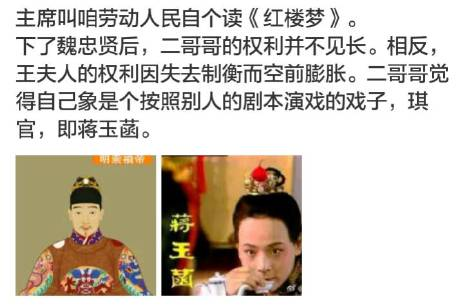 主席叫咱劳动人民自个读《红楼梦》。
下了魏忠贤后，二哥哥的权利并不见长。相反，
王夫人的权利因失去制衡而空前膨胀。二哥哥觉
得自己象是个按照别人的剧本演戏的戏子，琪
官，即蒋玉菡。
明崇祯帝
蒋玉菡